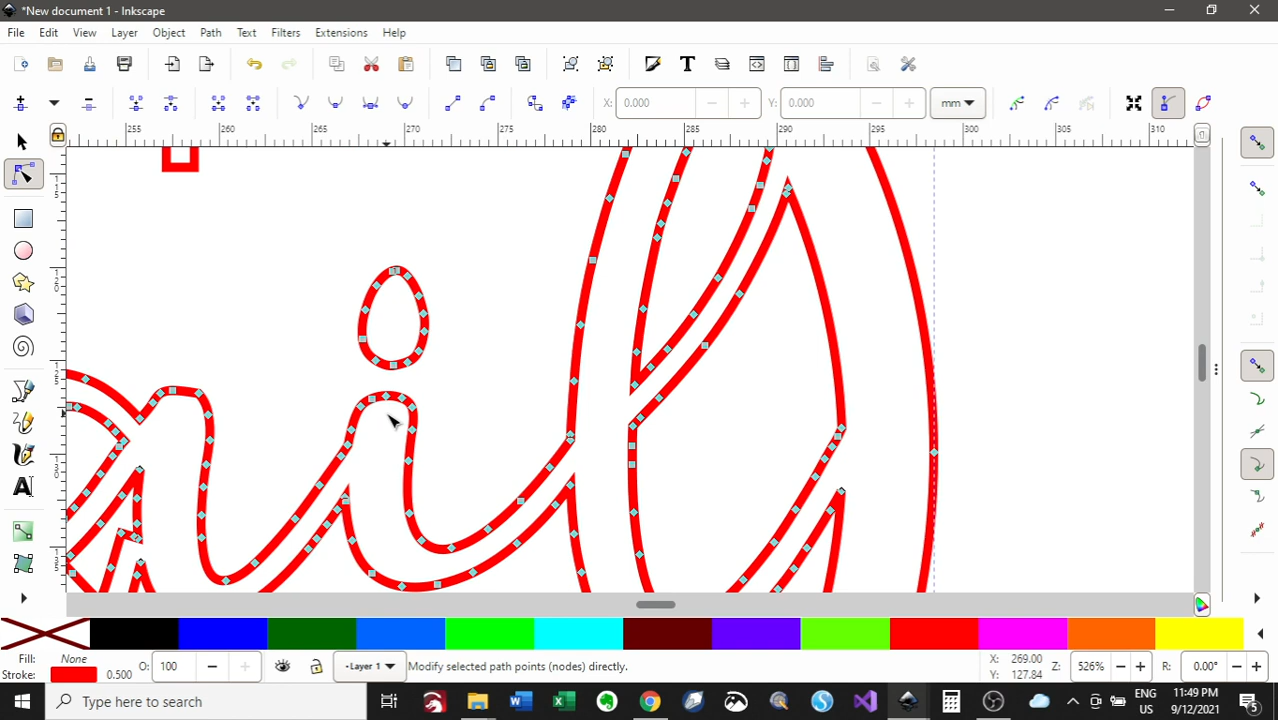 *New document 1 - Inkscape
File Edit View Layer Object Path Text Filters Extensions Help
X: 0.000 Y: 0.000 mm
255 260 265 270 275 280 285 290 295 300 305 310
il
Fill: None
Stroke: 0.500
O: 100
Layer 1
Modify selected path points (nodes) directly.
X: 269.00
Y: 127.84
Z: 526%
R: 0.00°
Type here to search
ENG
US
11:49 PM
9/12/2021
5